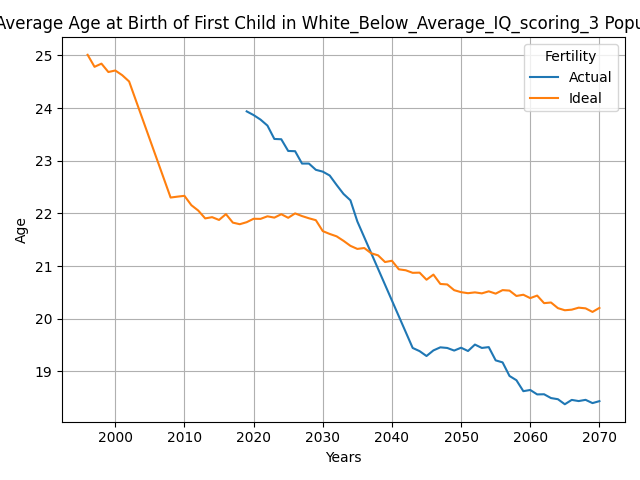 Average Age at Birth of First Child in White_Below_Average_IQ_scoring_3
Fertility
Actual
Ideal
Age
25
24
23
22
21
20
19
2000 2010 2020 2030 2040 2050 2060 2070
Years